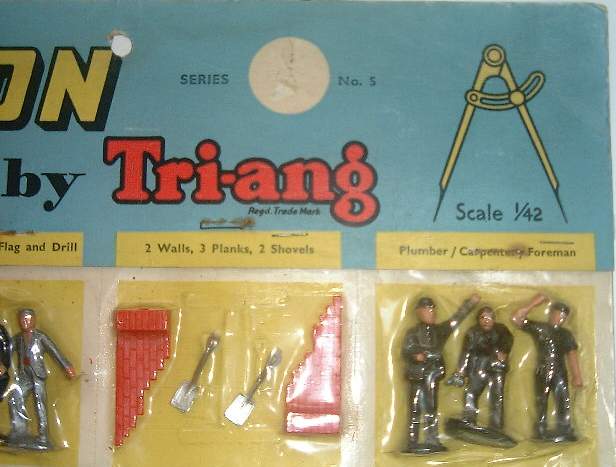 ON
SERIES No. 5
by Tri-ang
Regd. Trade Mark
Scale 1/42
Flag and Drill
2 Walls, 3 Planks, 2 Shovels
Plumber / Carpenter / Foreman